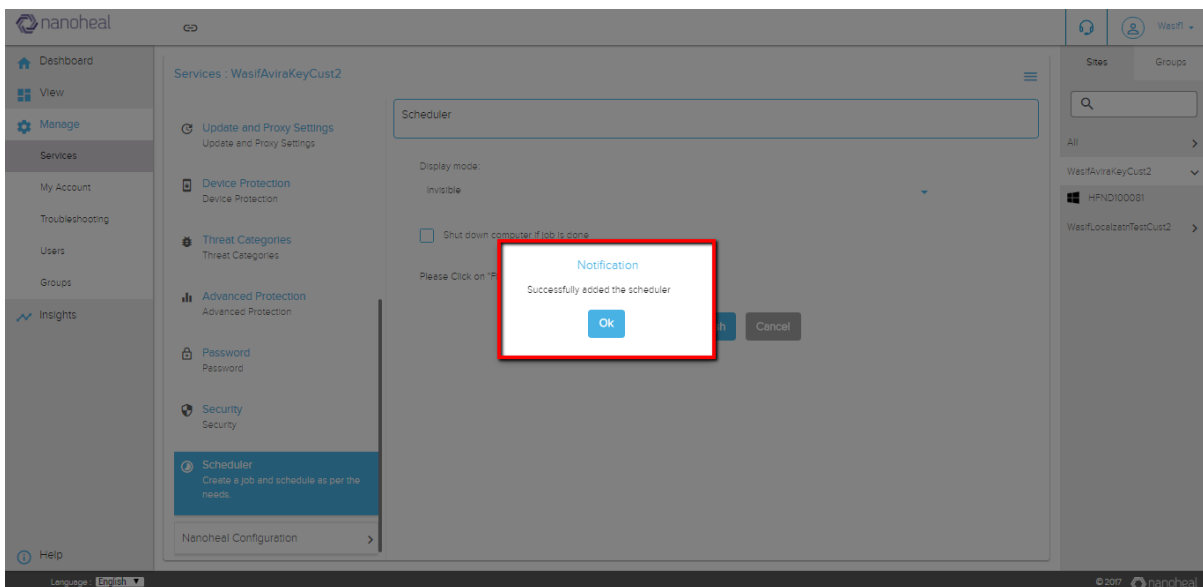 nanoheal
Wasif1
Dashboard
View
Manage
Services
My Account
Troubleshooting
Users
Groups
Insights
Help
Services : WasifAviraKeyCust2
Update and Proxy Settings
Update and Proxy Settings
Device Protection
Device Protection
Threat Categories
Threat Categories
Advanced Protection
Advanced Protection
Password
Password
Security
Security
Scheduler
Create a job and schedule as per the
needs.
Nanoheal Configuration
Scheduler
Display mode:
Invisible
Shut down computer if job is done
Please Click on
Cancel
Notification
Successfully added the scheduler
Ok
Sites
Groups
All
WasifAviraKeyCust2
HFND100081
WasifLocalzatnTestCust2
Language : English
© 2017 nanoheal